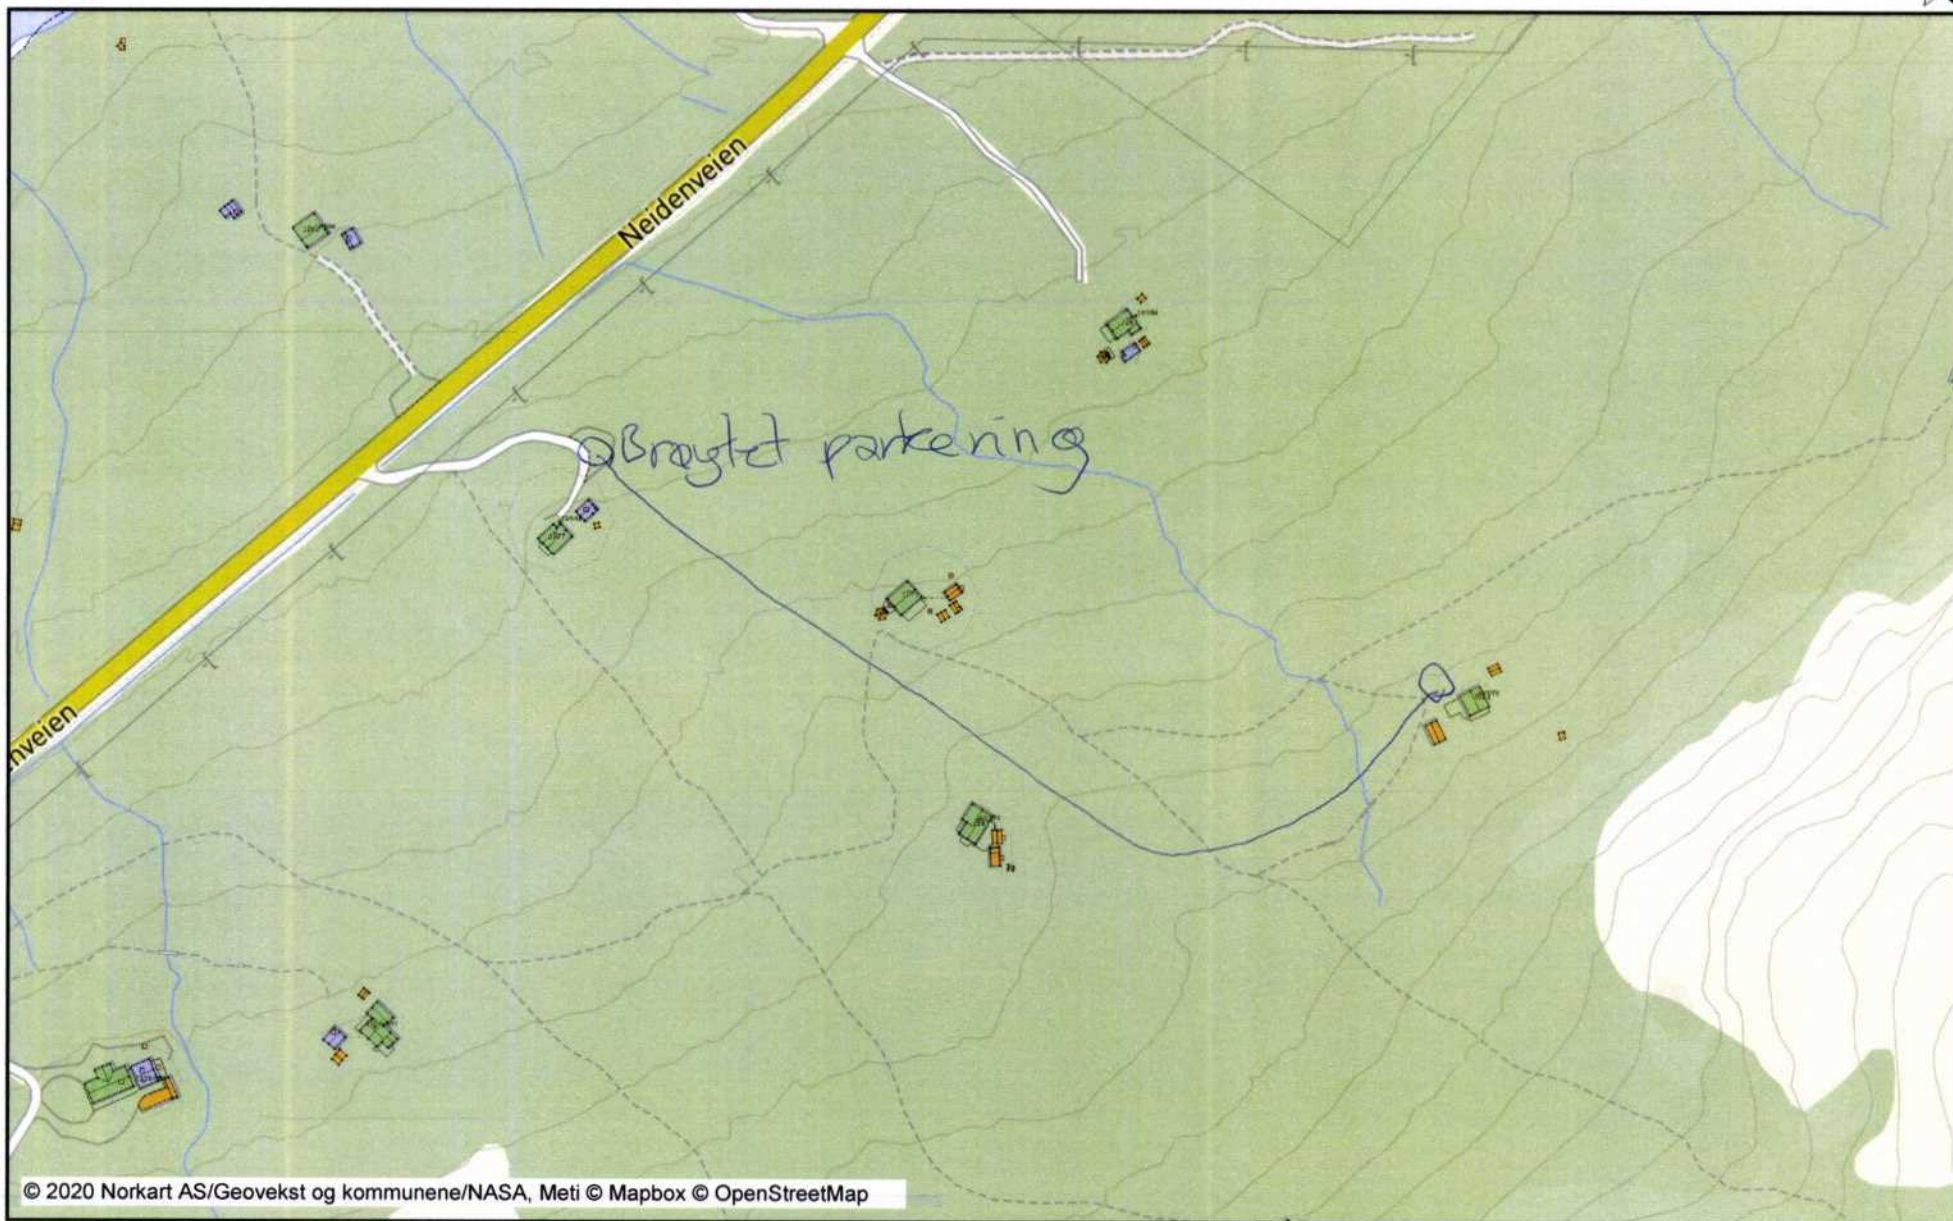 Neidenveien
Brøytet parkering
nveien
© 2020 Norkart AS/Geovekst og kommunene/NASA, Meti © Mapbox © OpenStreetMap